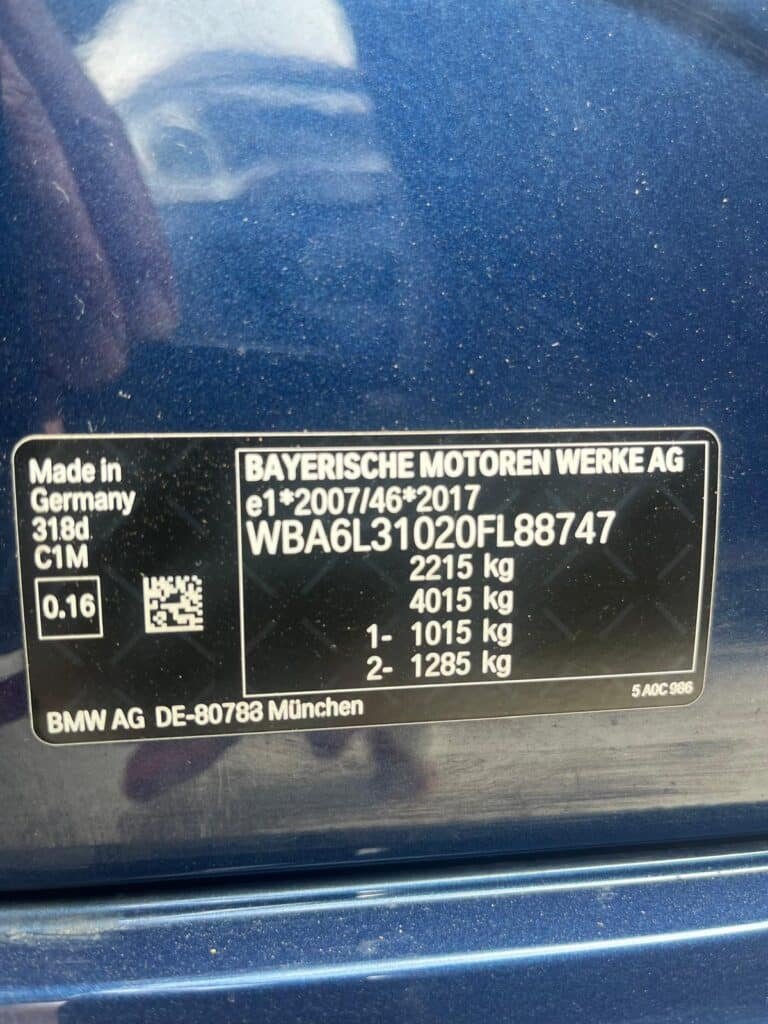 Made in
Germany
318d
C1M
0.16
BAYERISCHE MOTOREN WERKE AG
e1*2007/46*2017
WBA6L31020FL88747
2215 kg
4015 kg
1- 1015 kg
2- 1285 kg
5 A0C 986
BMW AG DE-80788 München